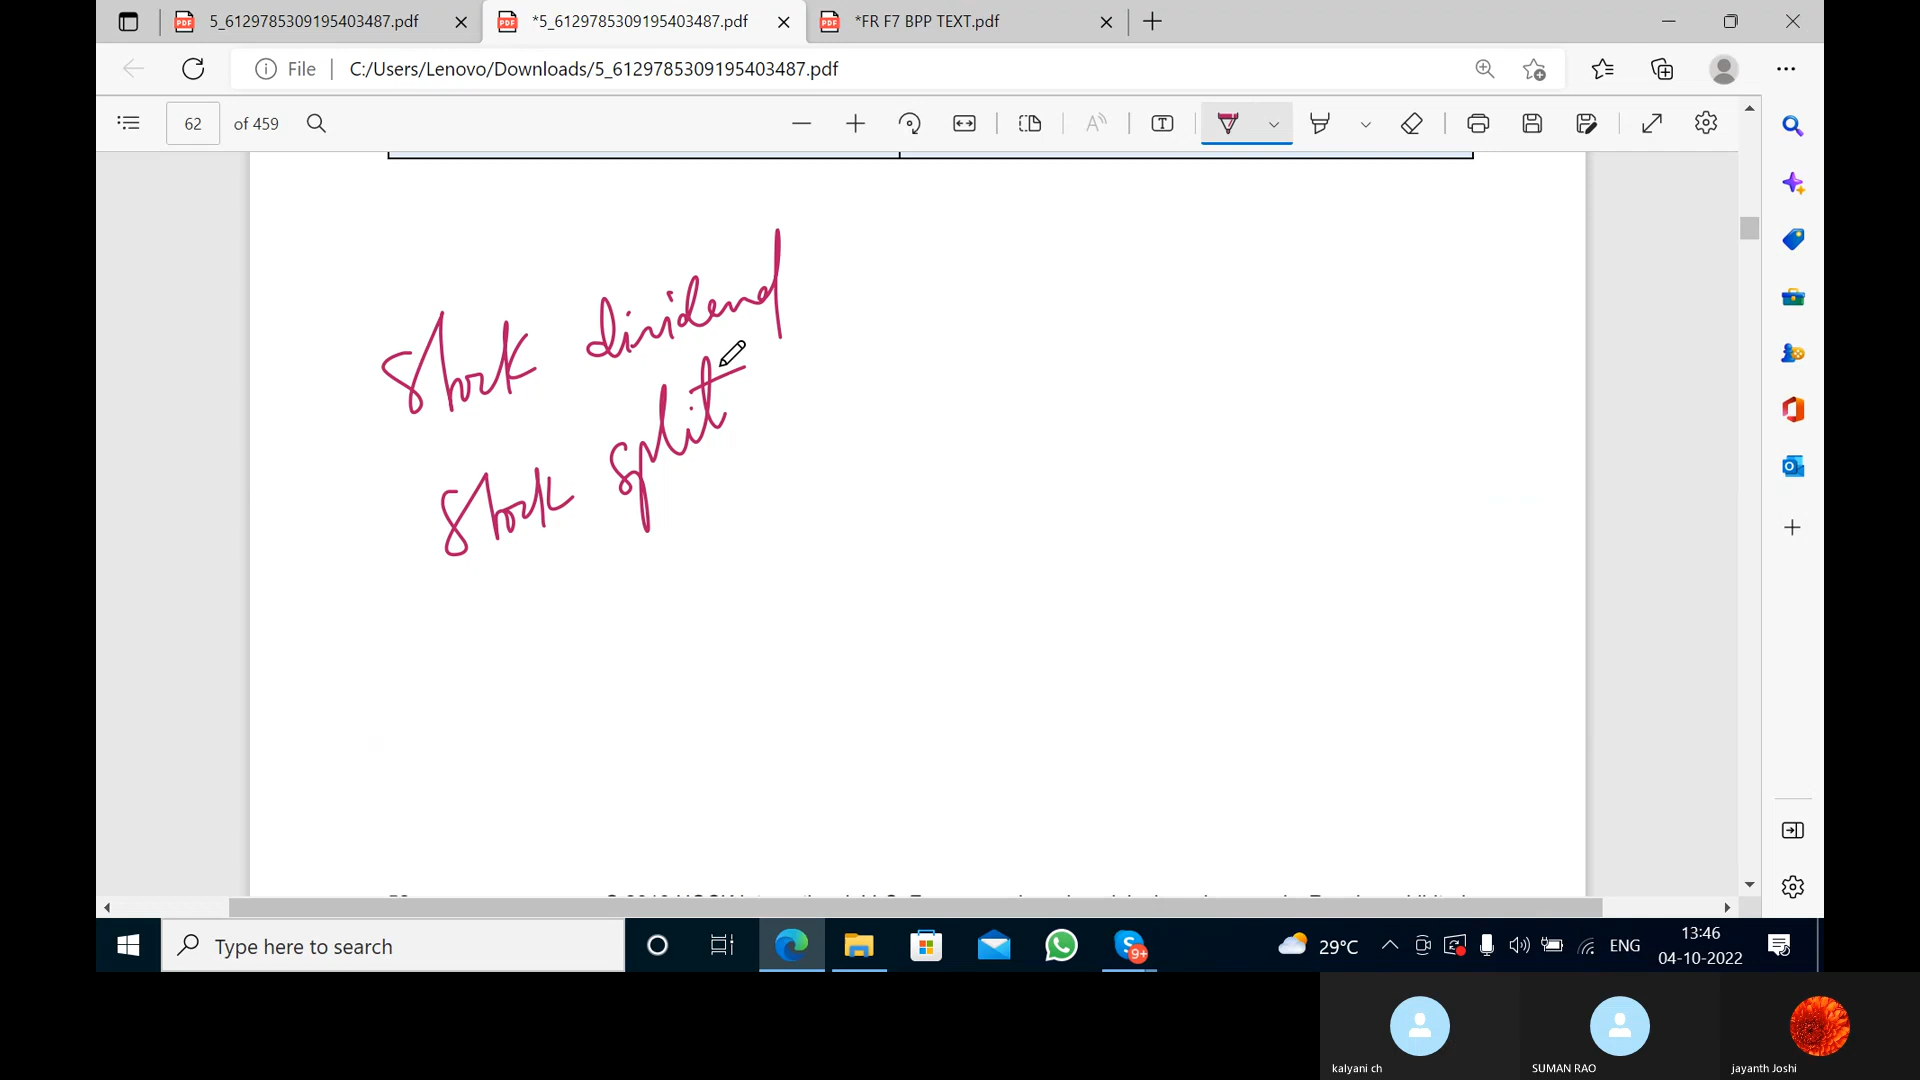 5_6129785309195403487.pdf
*5_6129785309195403487.pdf
*FR F7 BPP TEXT.pdf
File
C:/Users/Lenovo/Downloads/5_6129785309195403487.pdf
62 of 459
Stock dividend
Stock split
Type here to search
29°C
ENG
13:46
04-10-2022
9+
kalyani ch
SUMAN RAO
jayanth Joshi